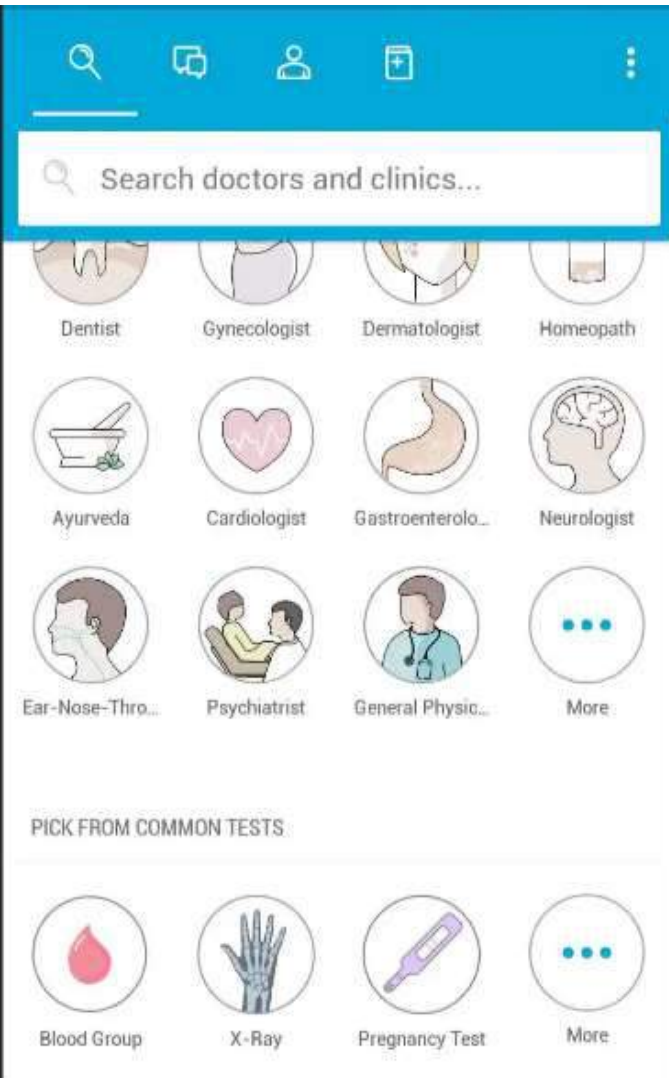 Search doctors and clinics...
Dentist Gynecologist Dermatologist Homeopath
Ayurveda Cardiologist Gastroenterolo... Neurologist
Ear-Nose-Thro... Psychiatrist General Physic... More
PICK FROM COMMON TESTS
Blood Group X-Ray Pregnancy Test More